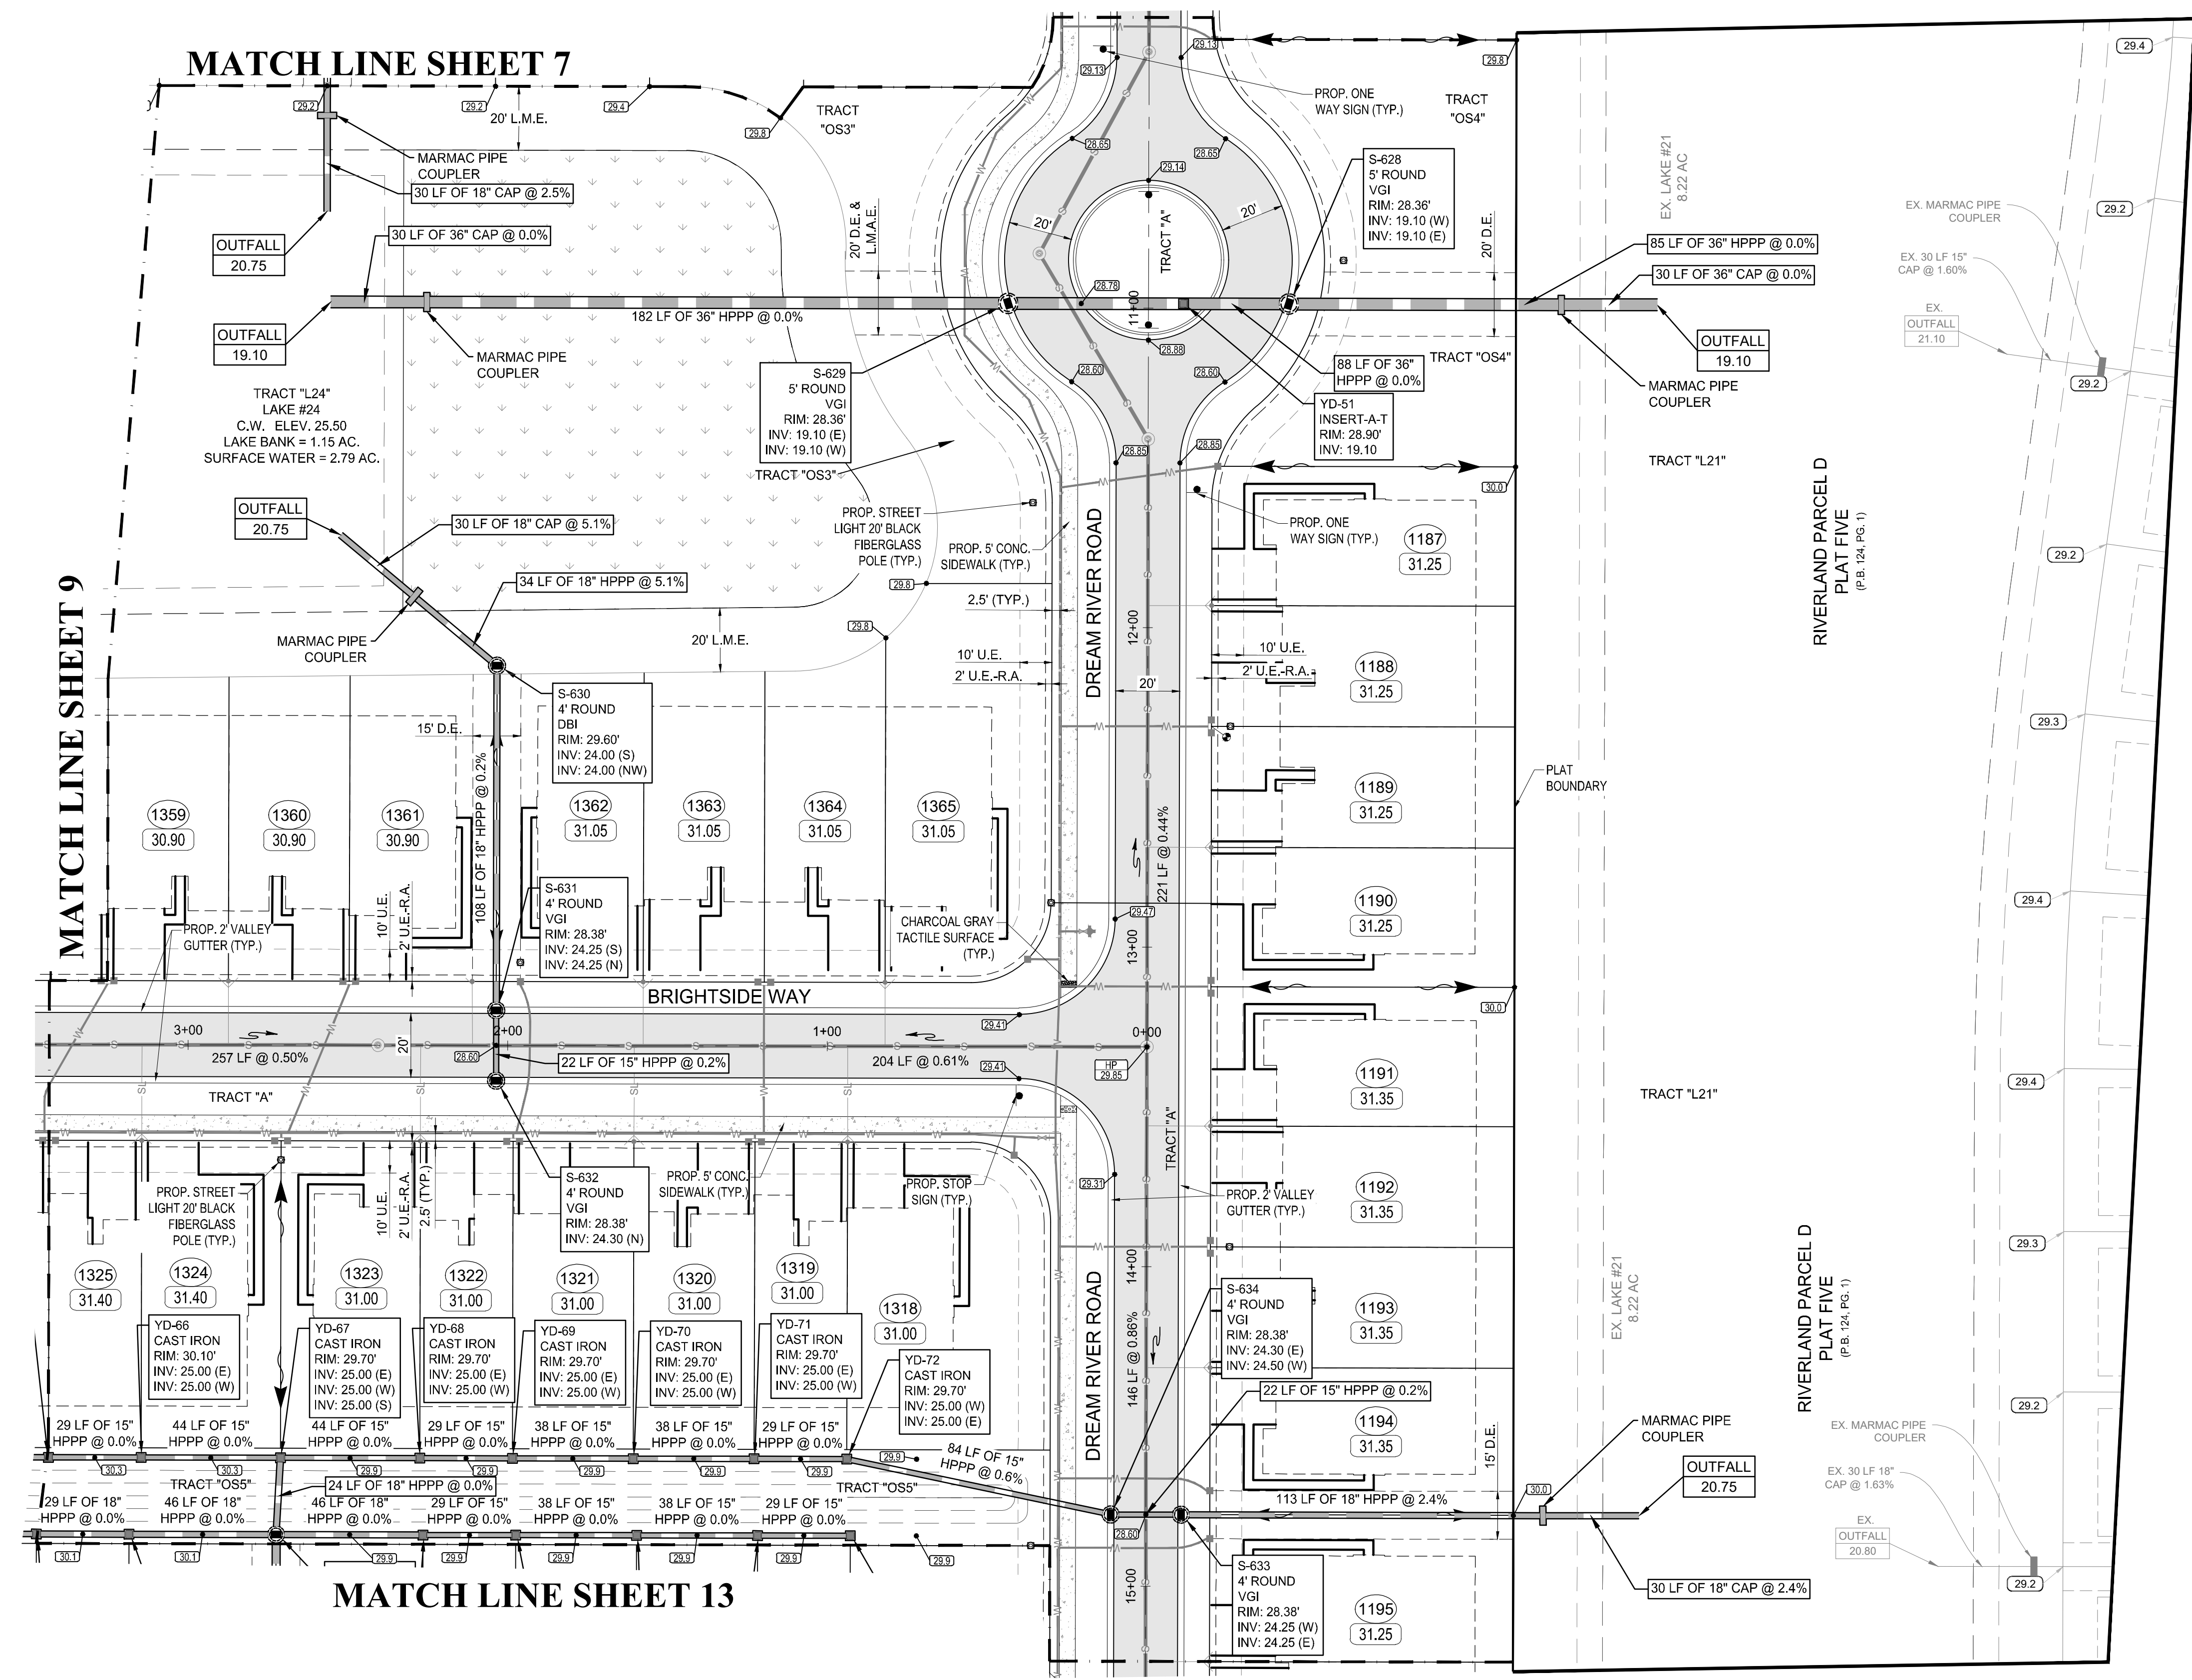 MATCH LINE SHEET 7
29.2
29.2
29.4
29.8
20' L.M.E.
TRACT
"OS3"
29.13
29.13
PROP. ONE
WAY SIGN (TYP.)
TRACT
"OS4"
29.8
29.4
MARMAC PIPE
COUPLER
30 LF OF 18" CAP @ 2.5%
OUTFALL
20.75
30 LF OF 36" CAP @ 0.0%
20' D.E. &
L.M.A.E.
28.65
28.65
29.14
20'
20'
TRACT "A"
S-628
5' ROUND
VGI
RIM: 28.36'
INV: 19.10 (W)
INV: 19.10 (E)
20' D.E.
EX. LAKE #21
8.22 AC
85 LF OF 36" HPPP @ 0.0%
30 LF OF 36" CAP @ 0.0%
EX. MARMAC PIPE
COUPLER
29.2
EX. 30 LF 15"
CAP @ 1.60%
EX.
OUTFALL
21.10
29.2
182 LF OF 36" HPPP @ 0.0%
28.78
11+00
28.88
OUTFALL
19.10
MARMAC PIPE
COUPLER
S-629
5' ROUND
VGI
RIM: 28.36'
INV: 19.10 (E)
INV: 19.10 (W)
28.60
28.60
88 LF OF 36"
HPPP @ 0.0%
TRACT "OS4"
OUTFALL
19.10
MARMAC PIPE
COUPLER
YD-51
INSERT-A-T
RIM: 28.90'
INV: 19.10
TRACT "L24"
LAKE #24
C.W. ELEV. 25.50
LAKE BANK = 1.15 AC.
SURFACE WATER = 2.79 AC.
TRACT "OS3"
28.85
28.85
30.0
TRACT "L21"
RIVERLAND PARCEL D
PLAT FIVE
(P.B. 124, PG. 1)
OUTFALL
20.75
30 LF OF 18" CAP @ 5.1%
34 LF OF 18" HPPP @ 5.1%
MARMAC PIPE
COUPLER
PROP. STREET
LIGHT 20' BLACK
FIBERGLASS
POLE (TYP.)
PROP. 5' CONC.
SIDEWALK (TYP.)
PROP. ONE
WAY SIGN (TYP.)
1187
31.25
29.2
29.8
2.5' (TYP.)
29.8
20' L.M.E.
10' U.E.
2' U.E.-R.A.
DREAM RIVER ROAD
12+00
20'
10' U.E.
2' U.E.-R.A.
1188
31.25
29.3
MATCH LINE SHEET 9
S-630
4' ROUND
DBI
RIM: 29.60'
INV: 24.00 (S)
INV: 24.00 (NW)
15' D.E.
108 LF OF 18" HPPP @ 0.2%
PLAT
BOUNDARY
1359
30.90
1360
30.90
1361
30.90
1362
31.05
1363
31.05
1364
31.05
1365
31.05
1189
31.25
221 LF @ 0.44%
S-631
4' ROUND
VGI
RIM: 28.38'
INV: 24.25 (S)
INV: 24.25 (N)
PROP. 2' VALLEY
GUTTER (TYP.)
10' U.E.
2' U.E.-R.A.
CHARCOAL GRAY
TACTILE SURFACE
(TYP.)
29.47
13+00
1190
31.25
29.4
BRIGHTSIDE WAY
30.0
3+00
2+00
1+00
29.41
0+00
257 LF @ 0.50%
20'
28.60
22 LF OF 15" HPPP @ 0.2%
204 LF @ 0.61%
29.41
HP
29.85
1191
31.35
29.4
TRACT "A"
TRACT "L21"
TRACT "A"
PROP. STREET
LIGHT 20' BLACK
FIBERGLASS
POLE (TYP.)
10' U.E.
2' U.E.-R.A.
2.5' (TYP.)
S-632
4' ROUND
VGI
RIM: 28.38'
INV: 24.30 (N)
PROP. 5' CONC.
SIDEWALK (TYP.)
PROP. STOP
SIGN (TYP.)
29.31
PROP. 2' VALLEY
GUTTER (TYP.)
1192
31.35
29.3
RIVERLAND PARCEL D
PLAT FIVE
(P.B. 124, PG. 1)
EX. LAKE #21
8.22 AC
1325
31.40
1324
31.40
1323
31.00
1322
31.00
1321
31.00
1320
31.00
1319
31.00
1318
31.00
DREAM RIVER ROAD
14+00
146 LF @ 0.86%
S-634
4' ROUND
VGI
RIM: 28.38'
INV: 24.30 (E)
INV: 24.50 (W)
1193
31.35
YD-66
CAST IRON
RIM: 30.10'
INV: 25.00 (E)
INV: 25.00 (W)
YD-67
CAST IRON
RIM: 29.70'
INV: 25.00 (E)
INV: 25.00 (W)
INV: 25.00 (S)
YD-68
CAST IRON
RIM: 29.70'
INV: 25.00 (E)
INV: 25.00 (W)
YD-69
CAST IRON
RIM: 29.70'
INV: 25.00 (E)
INV: 25.00 (W)
YD-70
CAST IRON
RIM: 29.70'
INV: 25.00 (E)
INV: 25.00 (W)
YD-71
CAST IRON
RIM: 29.70'
INV: 25.00 (E)
INV: 25.00 (W)
YD-72
CAST IRON
RIM: 29.70'
INV: 25.00 (W)
INV: 25.00 (E)
22 LF OF 15" HPPP @ 0.2%
1194
31.35
15' D.E.
MARMAC PIPE
COUPLER
OUTFALL
20.75
29.2
EX. MARMAC PIPE
COUPLER
EX. 30 LF 18"
CAP @ 1.63%
EX.
OUTFALL
20.80
29.2
29 LF OF 15"
HPPP @ 0.0%
44 LF OF 15"
HPPP @ 0.0%
44 LF OF 15"
HPPP @ 0.0%
29 LF OF 15"
HPPP @ 0.0%
38 LF OF 15"
HPPP @ 0.0%
38 LF OF 15"
HPPP @ 0.0%
29 LF OF 15"
HPPP @ 0.0%
84 LF OF 15"
HPPP @ 0.6%
30.3
30.3
29.9
29.9
29.9
29.9
29.9
29.9
TRACT "OS5"
24 LF OF 18" HPPP @ 0.0%
TRACT "OS5"
113 LF OF 18" HPPP @ 2.4%
30.0
29 LF OF 18"
HPPP @ 0.0%
46 LF OF 18"
HPPP @ 0.0%
46 LF OF 18"
HPPP @ 0.0%
29 LF OF 15"
HPPP @ 0.0%
38 LF OF 15"
HPPP @ 0.0%
38 LF OF 15"
HPPP @ 0.0%
29 LF OF 15"
HPPP @ 0.0%
28.60
30.1
30.1
29.9
29.9
29.9
29.9
29.9
29.9
15+00
S-633
4' ROUND
VGI
RIM: 28.38'
INV: 24.25 (W)
INV: 24.25 (E)
1195
31.25
30 LF OF 18" CAP @ 2.4%
MATCH LINE SHEET 13